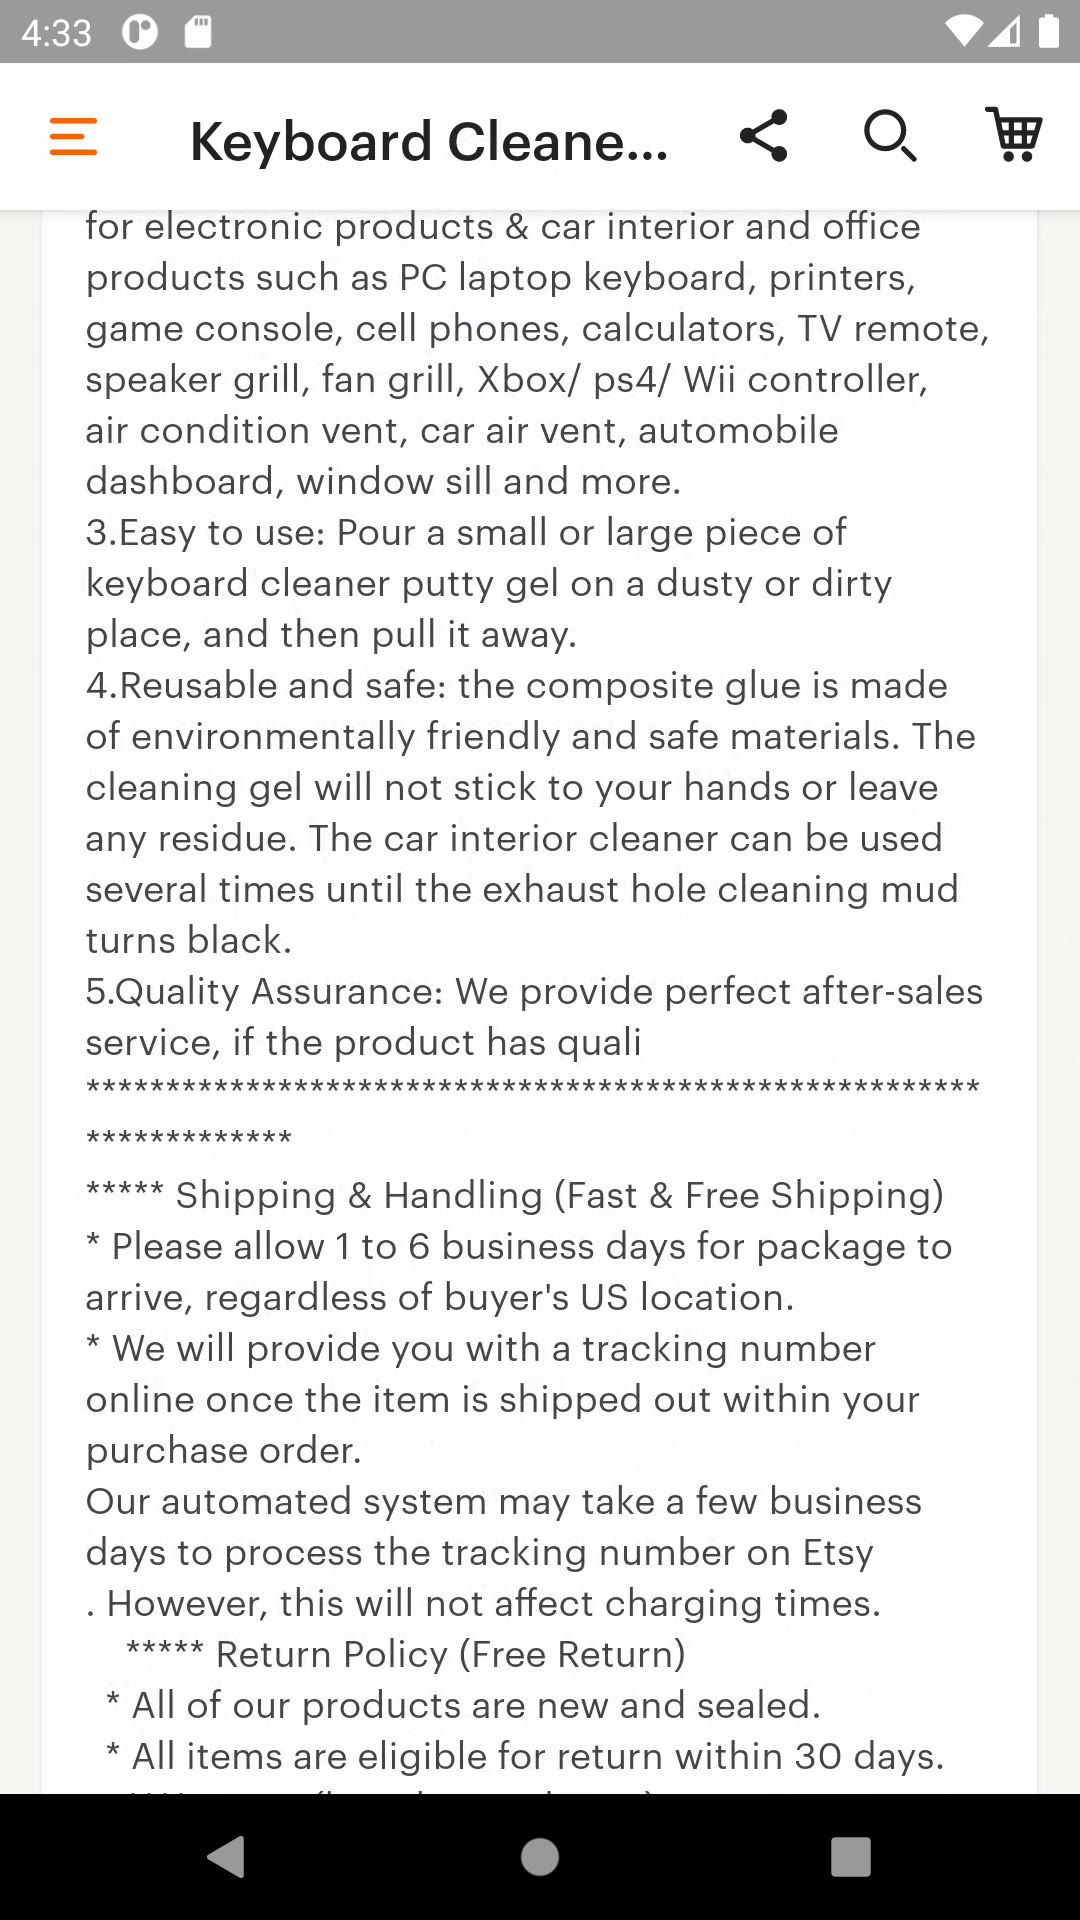 4:33
Keyboard Cleane...
for electronic products & car interior and office
products such as PC laptop keyboard, printers,
game console, cell phones, calculators, TV remote,
speaker grill, fan grill, Xbox/ ps4/ Wii controller,
air condition vent, car air vent, automobile
dashboard, window sill and more.
3.Easy to use: Pour a small or large piece of
keyboard cleaner putty gel on a dusty or dirty
place, and then pull it away.
4.Reusable and safe: the composite glue is made
of environmentally friendly and safe materials. The
cleaning gel will not stick to your hands or leave
any residue. The car interior cleaner can be used
several times until the exhaust hole cleaning mud
turns black.
5.Quality Assurance: We provide perfect after-sales
service, if the product has quali
********************************************************
*************
***** Shipping & Handling (Fast & Free Shipping)
* Please allow 1 to 6 business days for package to
arrive, regardless of buyer's US location.
* We will provide you with a tracking number
online once the item is shipped out within your
purchase order.
Our automated system may take a few business
days to process the tracking number on Etsy
. However, this will not affect charging times.
***** Return Policy (Free Return)
* All of our products are new and sealed.
* All items are eligible for return within 30 days.